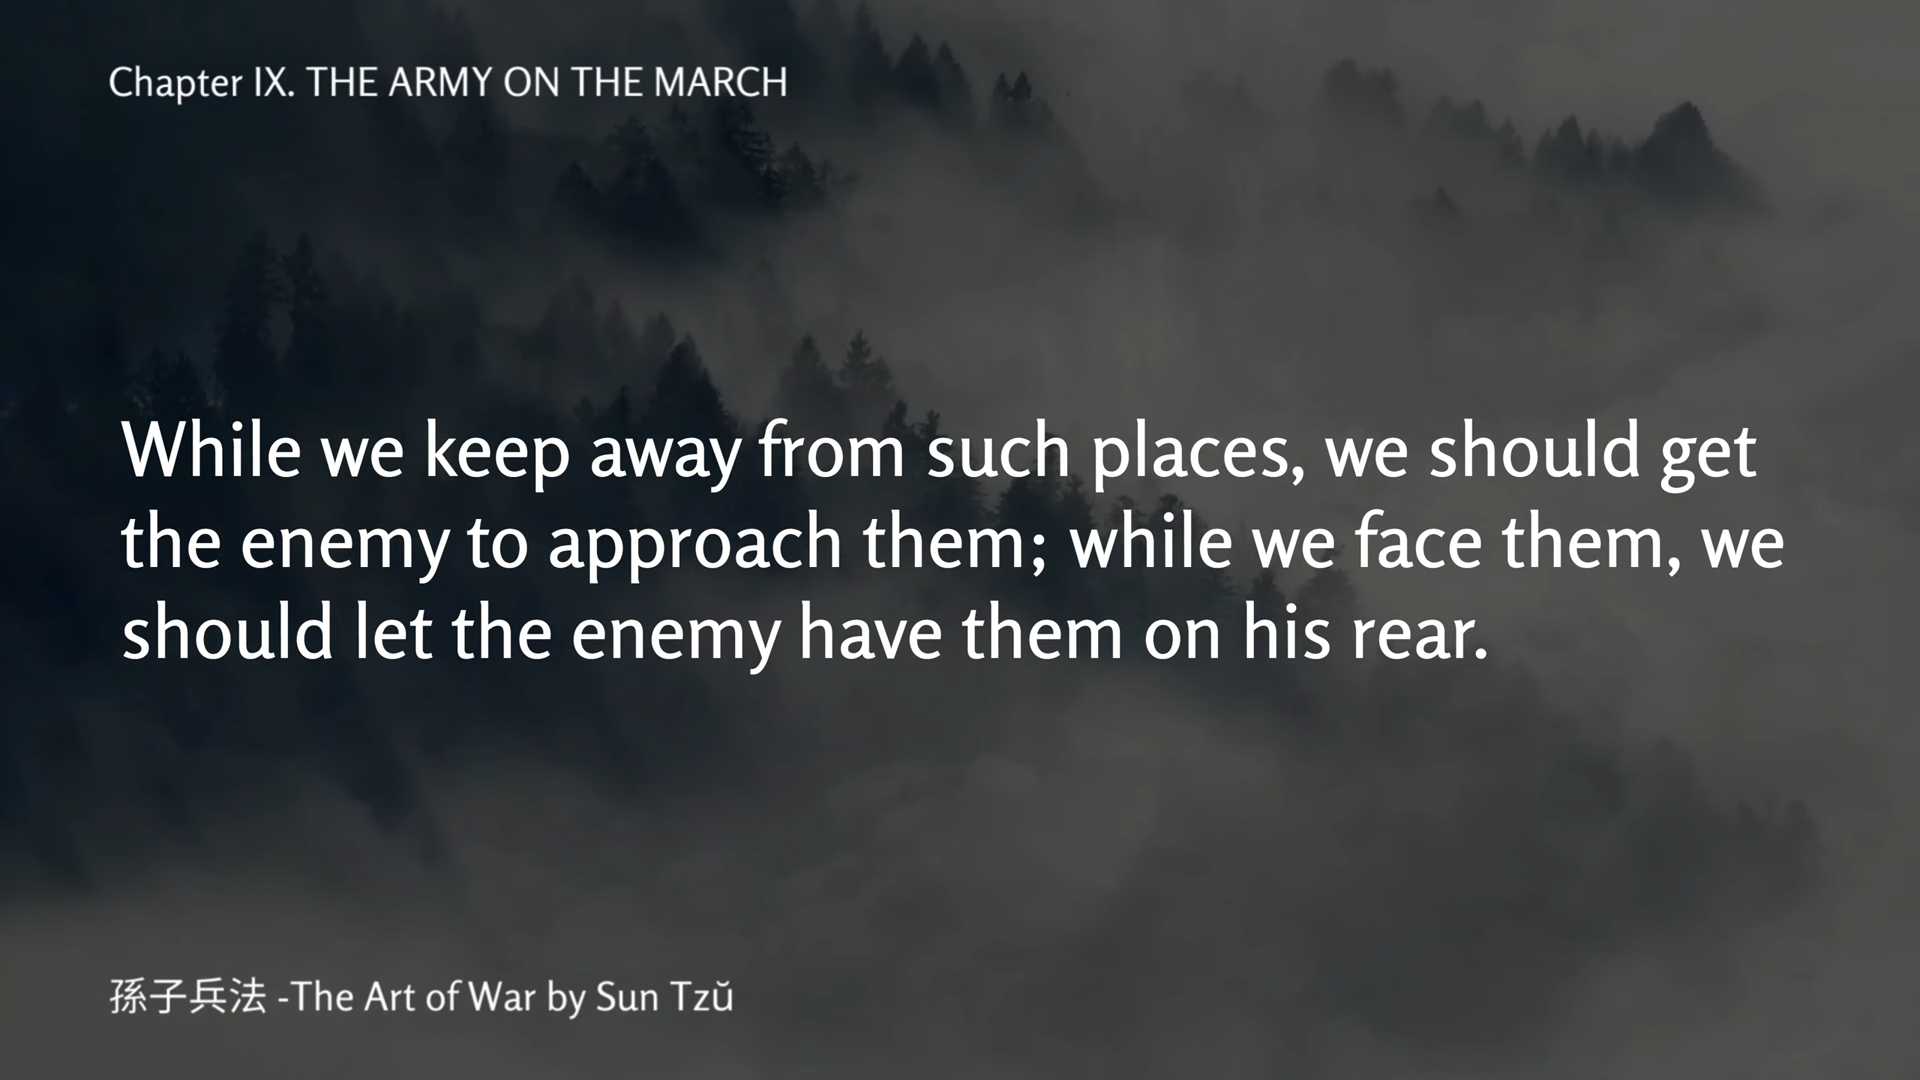 Chapter IX. THE ARMY ON THE MARCH
While we keep away from such places, we should get
the enemy to approach them; while we face them, we
should let the enemy have them on his rear.
孫子兵法 -The Art of War by Sun Tzŭ